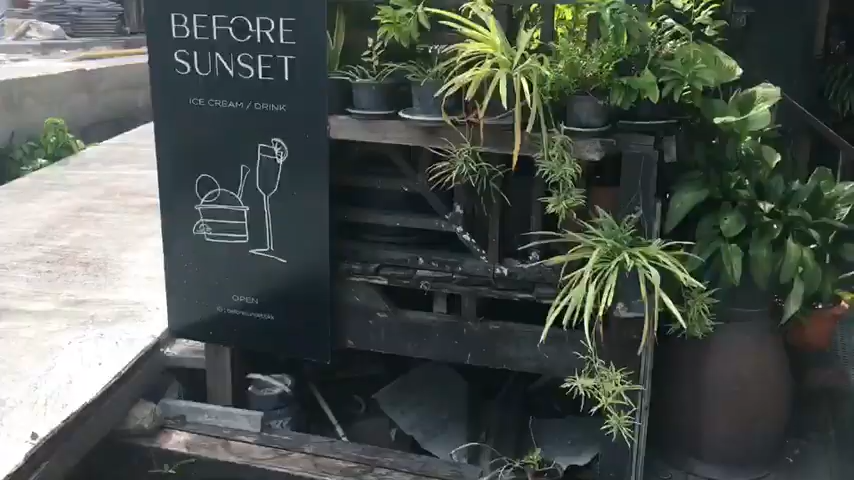 BEFORE
SUNSET
ICE CREAM / DRINK
OPEN